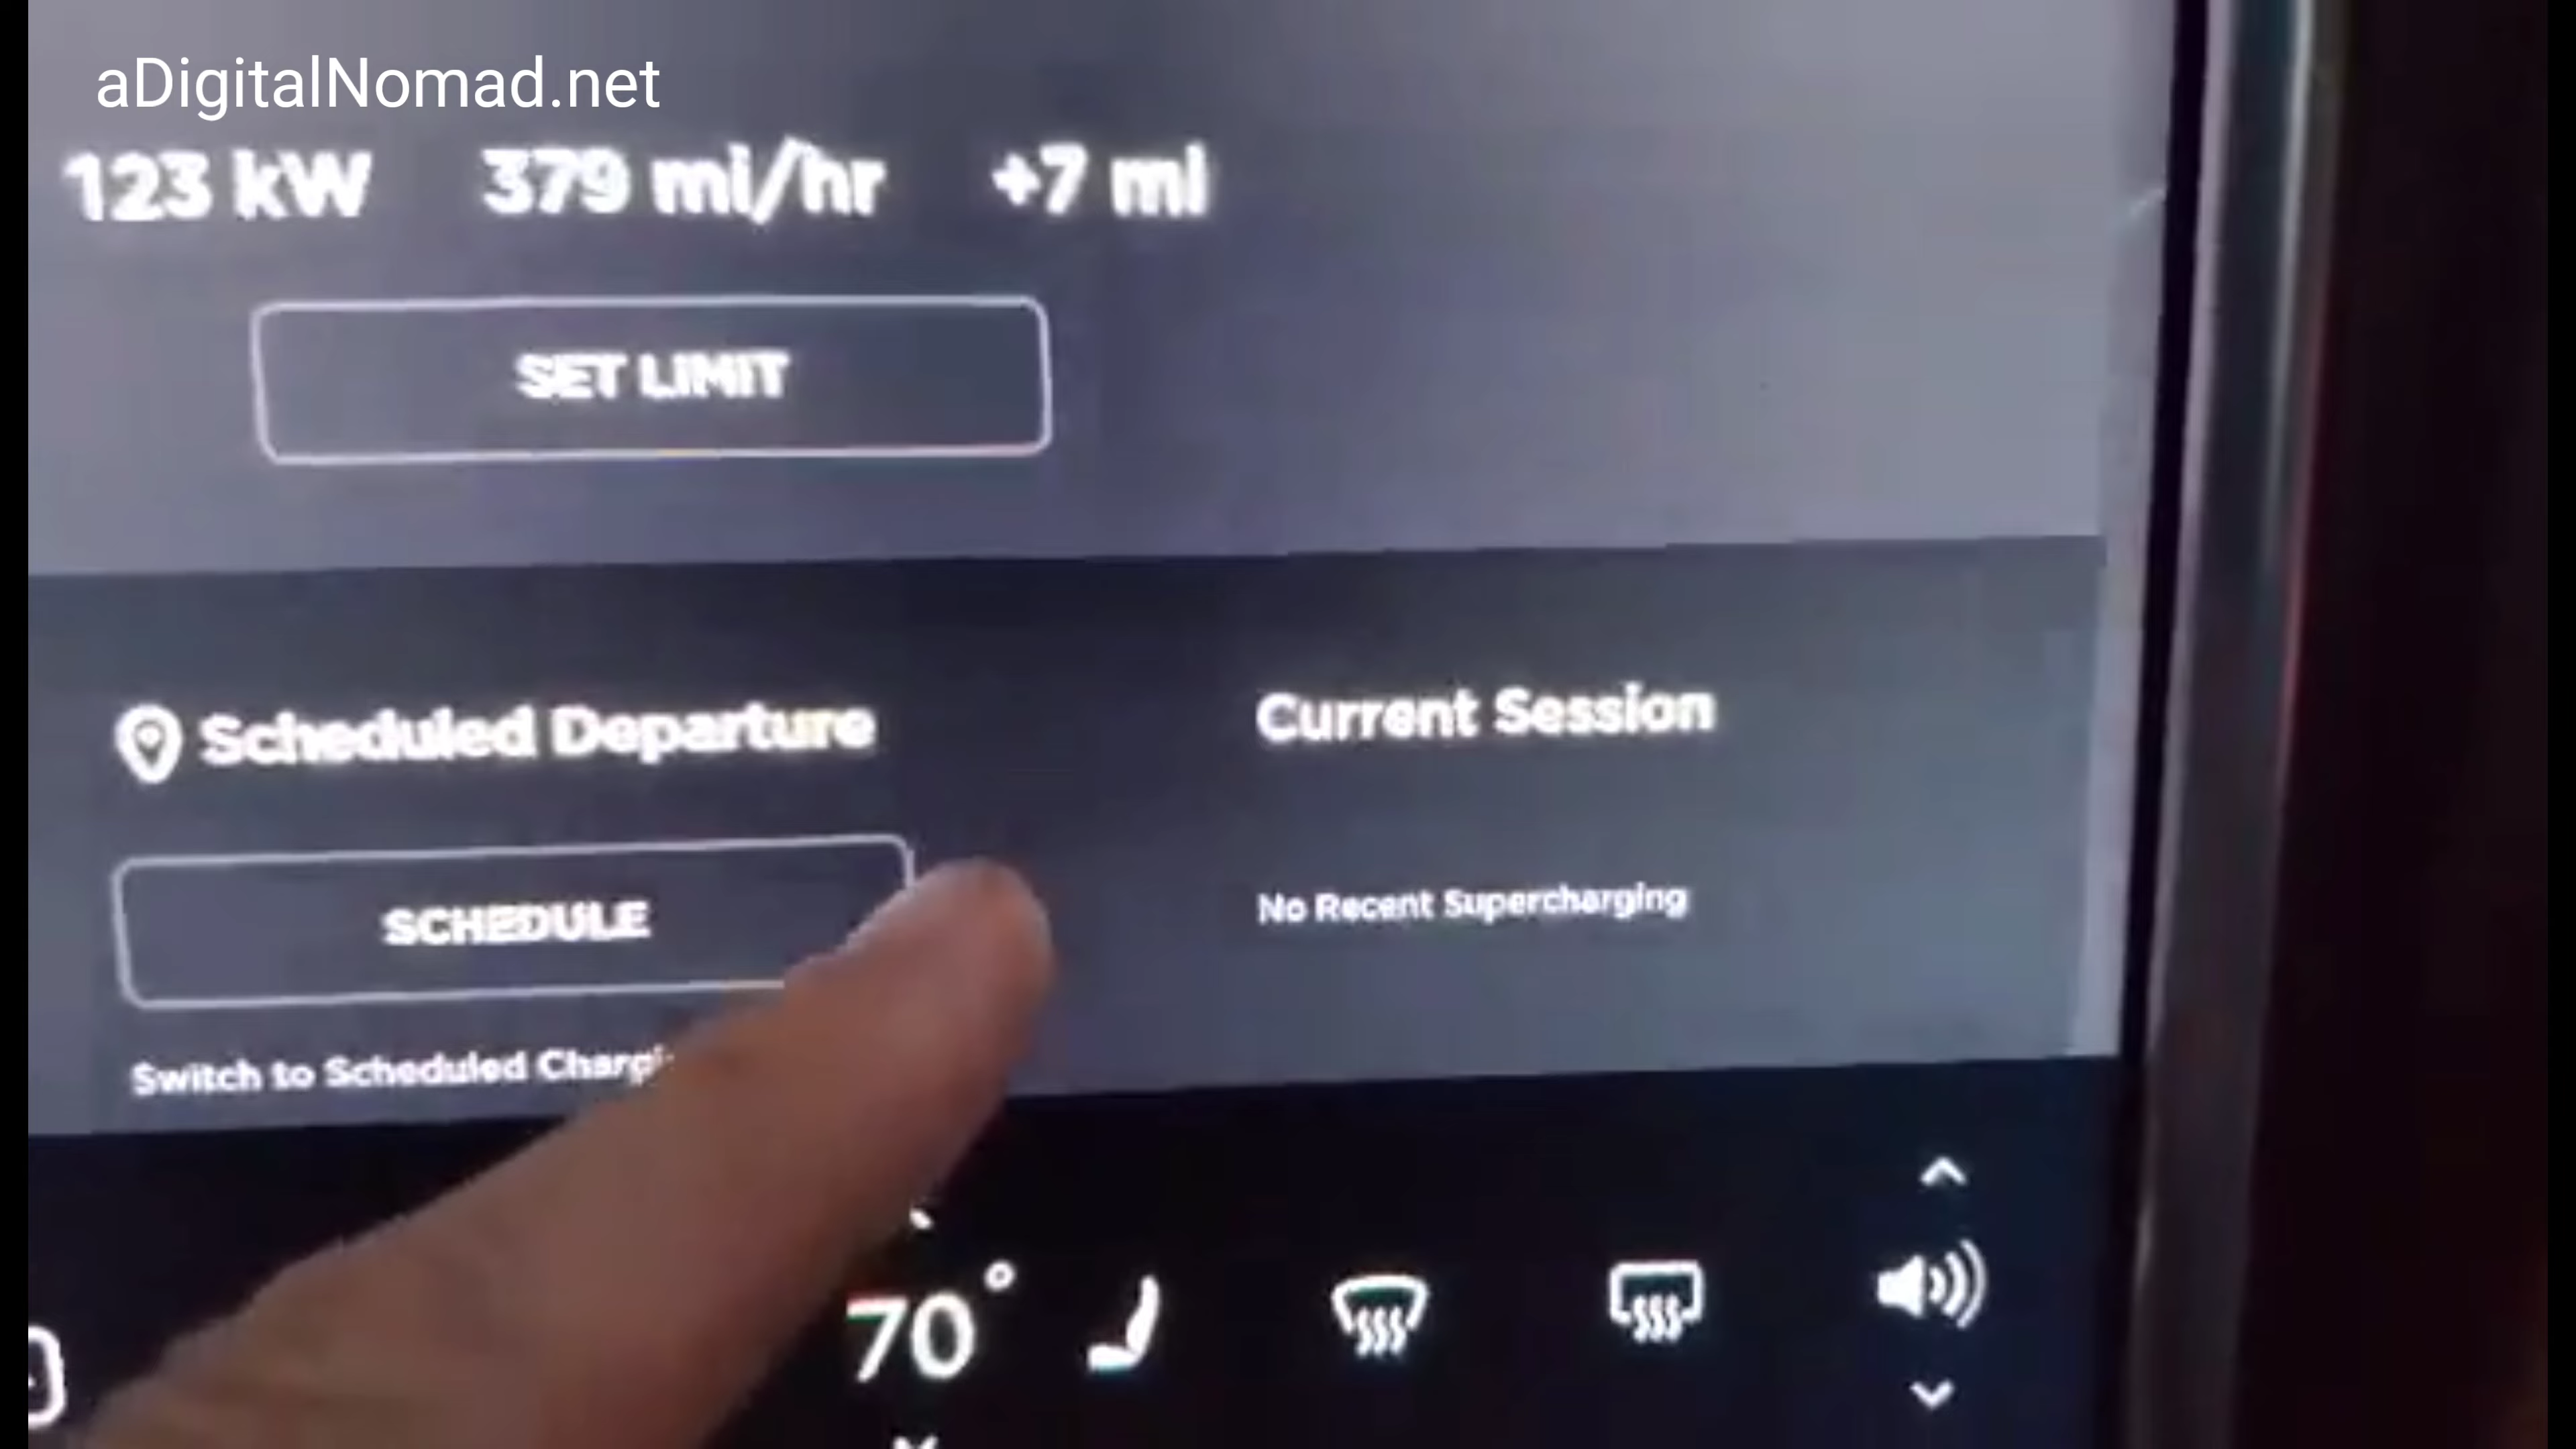 aDigitalNomad.net
123 kW 379 mi/hr +7 mi
SET LIMIT
Scheduled Departure
Current Session
SCHEDULE
No Recent Supercharging
Switch to Scheduled
70°